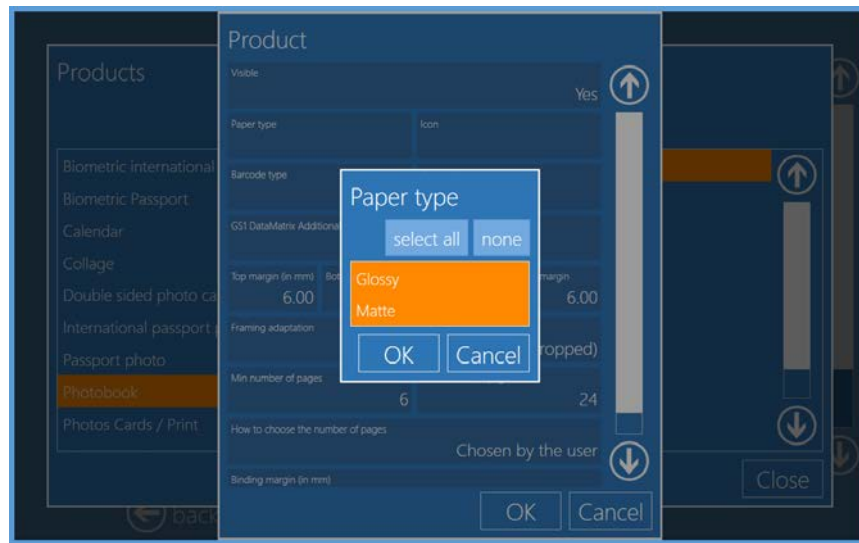 Product
Products
Visible
Yes
Paper type
Icon
Biometric international
Barcode type
Biometric Passport
Paper type
Calendar
GS1 DataMatrix Additiona
select all
none
Collage
Top margin (in mm)
Bot
Glossy
margin
Double sided photo ca
6.00
6.00
Matte
International passport p
Framing adaptation
OK
Cancel
ropped)
Passport photo
Min number of pages
Photobook
6
24
Photos Cards / Print
How to choose the number of pages
Chosen by the user
Binding margin (in mm)
Close
back
OK
Cancel